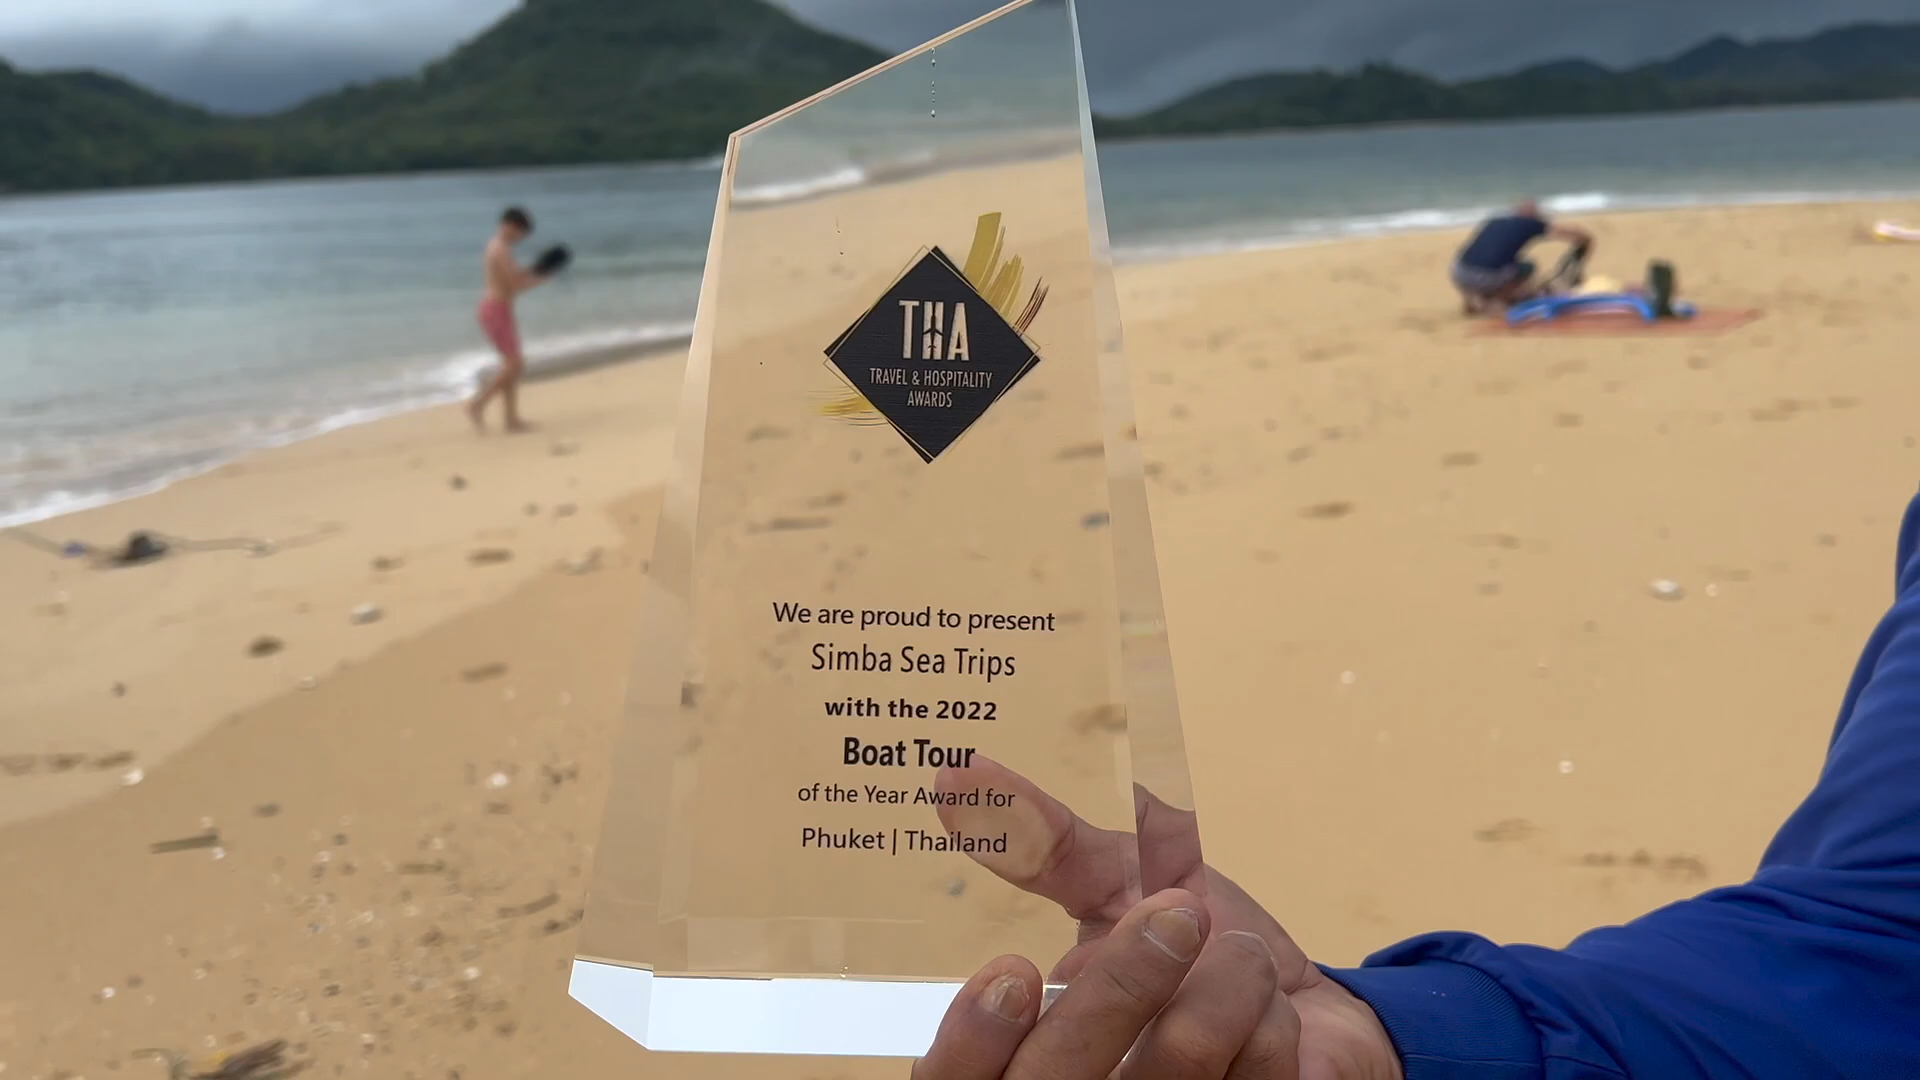 THA
TRAVEL & HOSPITALITY
AWARDS
We are proud to present
Simba Sea Trips
with the 2022
Boat Tour
of the Year Award for
Phuket | Thailand